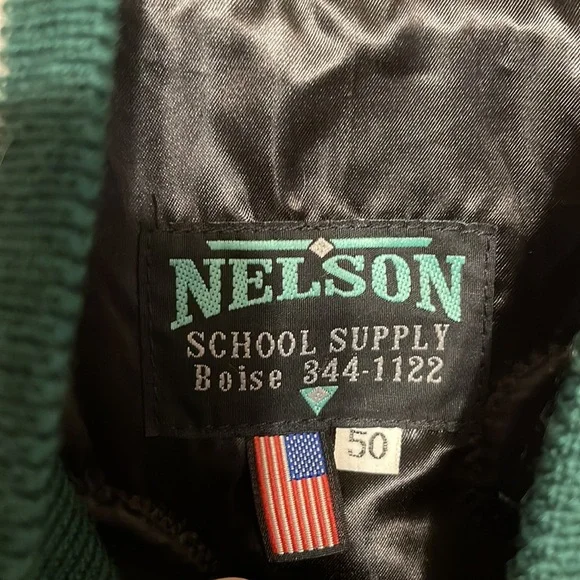 NELSON
SCHOOL SUPPLY
Boise 344-1122
50